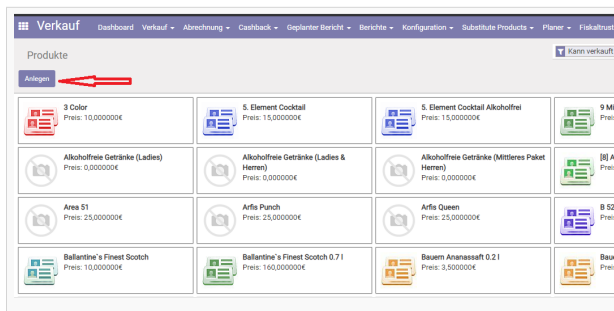 Verkauf Dashboard Verkauf Abrechnung Cashback Geplanter Bericht Berichte Konfiguration Substitute Products Planer Fiskaltrust
Produkte
Kann verkauft
Anlegen
3 Color
Preis: 10,000000€
5. Element Cocktail
Preis: 15,000000€
5. Element Cocktail Alkoholfrei
Preis: 15,000000€
Alkoholfreie Getränke (Ladies)
Preis: 0,000000€
Alkoholfreie Getränke (Ladies &
Herren)
Preis: 0,000000€
Alkoholfreie Getränke (Mittleres Paket
Herren)
Preis: 0,000000€
[8] A
Area 51
Preis: 25,000000€
Arfis Punch
Preis: 25,000000€
Arfis Queen
Preis: 25,000000€
B 52
Ballantine`s Finest Scotch
Preis: 10,000000€
Ballantine`s Finest Scotch 0.7 l
Preis: 160,000000€
Bauern Ananassaft 0.2 l
Preis: 3,500000€